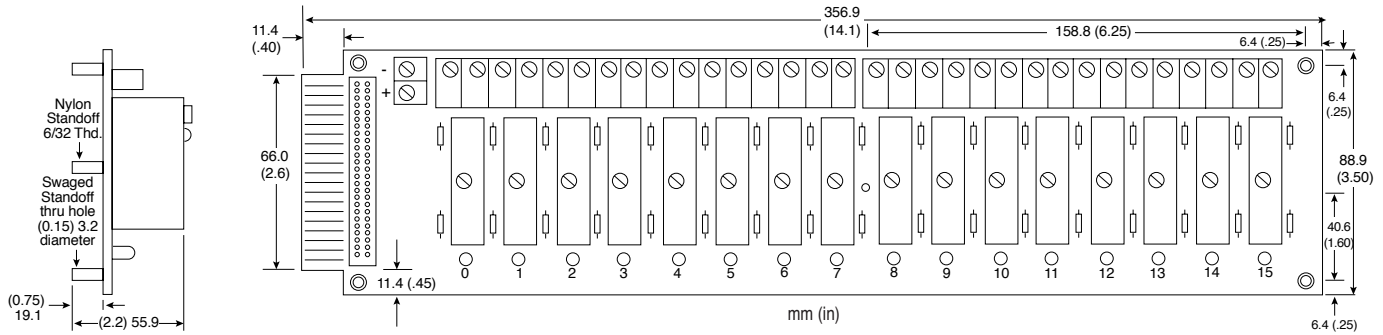 Nylon
Standoff
6/32 Thd.
Swaged
Standoff
thru hole
(0.15) 3.2
diameter
(0.75)
19.1
(2.2) 55.9
356.9
(14.1)
11.4
(.40)
158.8 (6.25)
6.4 (.25)
-
+
6.4
(.25)
66.0
(2.6)
88.9
(3.50)
40.6
(1.60)
0 1 2 3 4 5 6 7 8 9 10 11 12 13 14 15
11.4 (.45)
mm (in)
6.4 (.25)